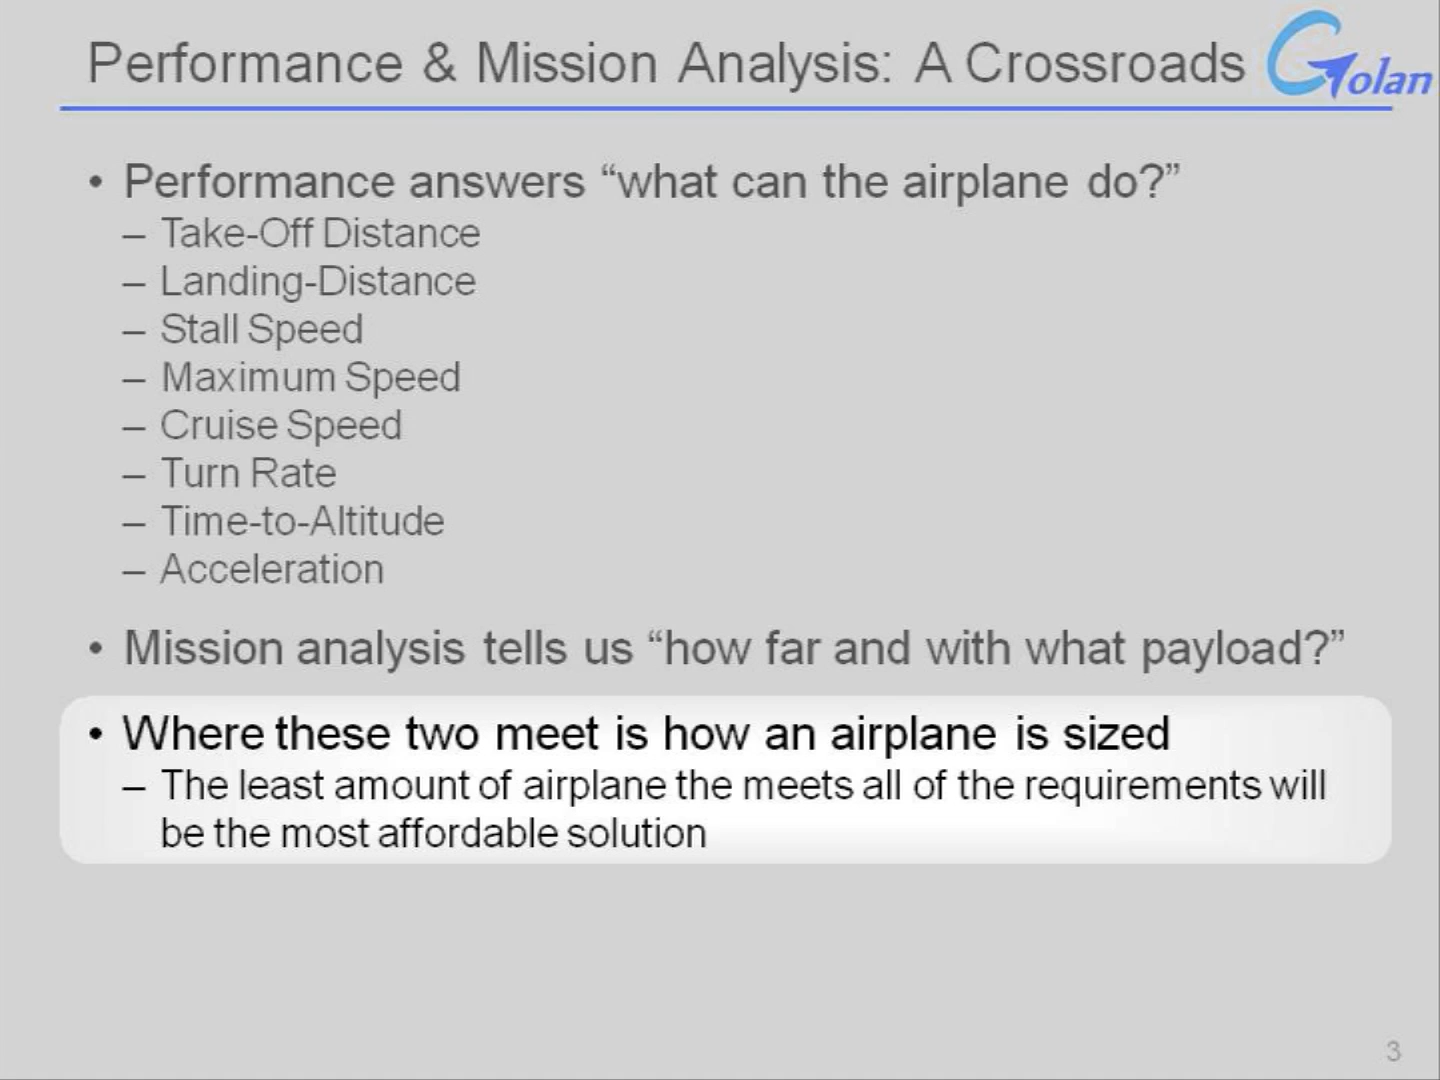 Performance & Mission Analysis: A Crossroads
Golan
• Performance answers “what can the airplane do?”
– Take-Off Distance
– Landing-Distance
– Stall Speed
– Maximum Speed
– Cruise Speed
– Turn Rate
– Time-to-Altitude
– Acceleration
• Mission analysis tells us “how far and with what payload?”
• Where these two meet is how an airplane is sized
– The least amount of airplane the meets all of the requirements will
be the most affordable solution
3